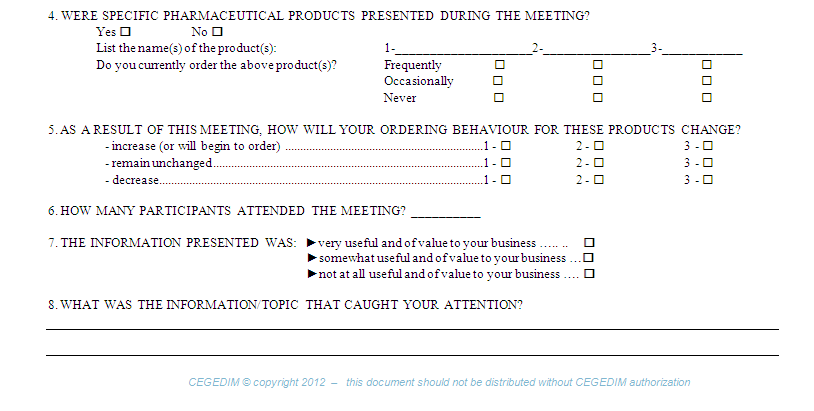 4. WERE SPECIFIC PHARMACEUTICAL PRODUCTS PRESENTED DURING THE MEETING?
Yes ☐ No ☐
List the name(s) of the product(s): 1-____________________2-________________3-____________
Do you currently order the above product(s)? Frequently ☐ ☐ ☐
Occasionally ☐ ☐ ☐
Never ☐ ☐ ☐
5. AS A RESULT OF THIS MEETING, HOW WILL YOUR ORDERING BEHAVIOUR FOR THESE PRODUCTS CHANGE?
- increase (or will begin to order) ..........................................................1 - ☐ 2 - ☐ 3 - ☐
- remain unchanged................................................................................1 - ☐ 2 - ☐ 3 - ☐
- decrease................................................................................................1 - ☐ 2 - ☐ 3 - ☐
6. HOW MANY PARTICIPANTS ATTENDED THE MEETING? __________
7. THE INFORMATION PRESENTED WAS: ►very useful and of value to your business ….. .. ☐
►somewhat useful and of value to your business …☐
►not at all useful and of value to your business …. ☐
8. WHAT WAS THE INFORMATION/TOPIC THAT CAUGHT YOUR ATTENTION?
CEGEDIM © copyright 2012 – this document should not be distributed without CEGEDIM authorization